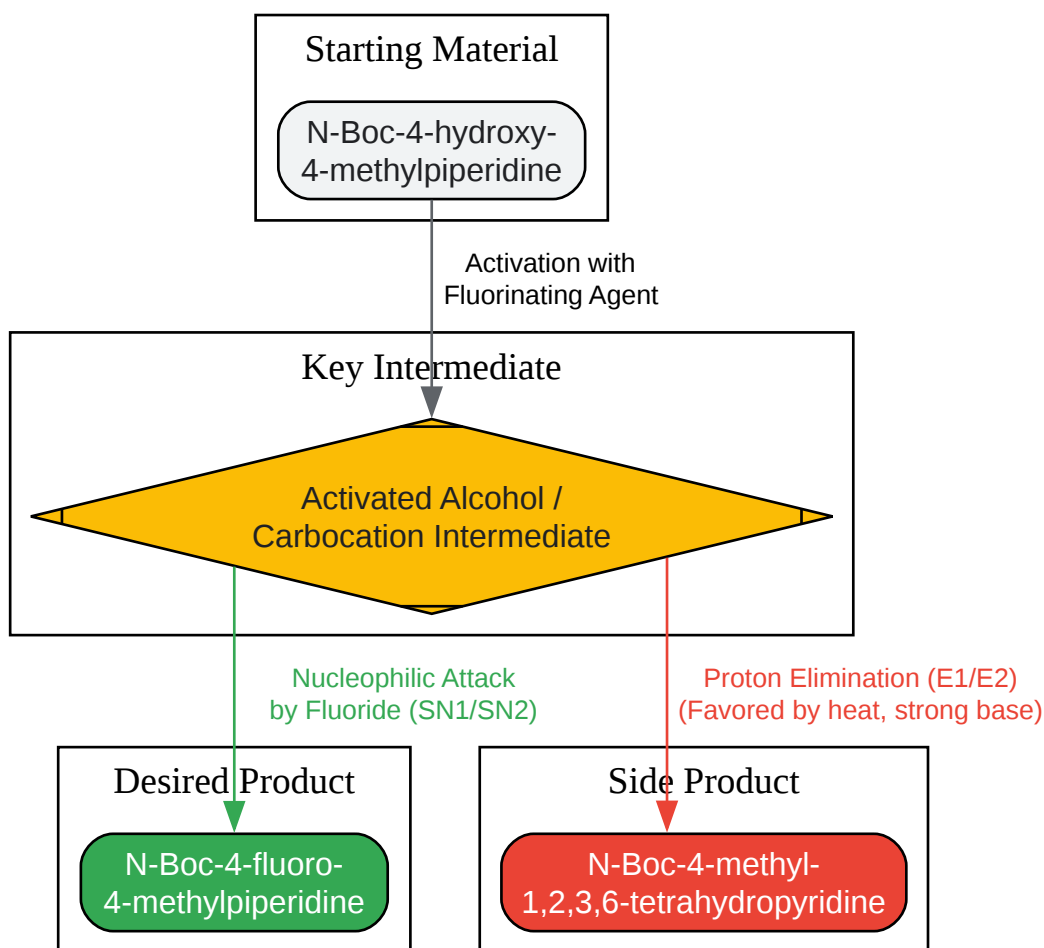 Starting Material
N-Boc-4-hydroxy-
4-methylpiperidine
Activation with
Fluorinating Agent
Key Intermediate
Activated Alcohol /
Carbocation Intermediate
Nucleophilic Attack
by Fluoride (SN1/SN2)
Proton Elimination (E1/E2)
(Favored by heat, strong base)
Desired Product
N-Boc-4-fluoro-
4-methylpiperidine
Side Product
N-Boc-4-methyl-
1,2,3,6-tetrahydropyridine